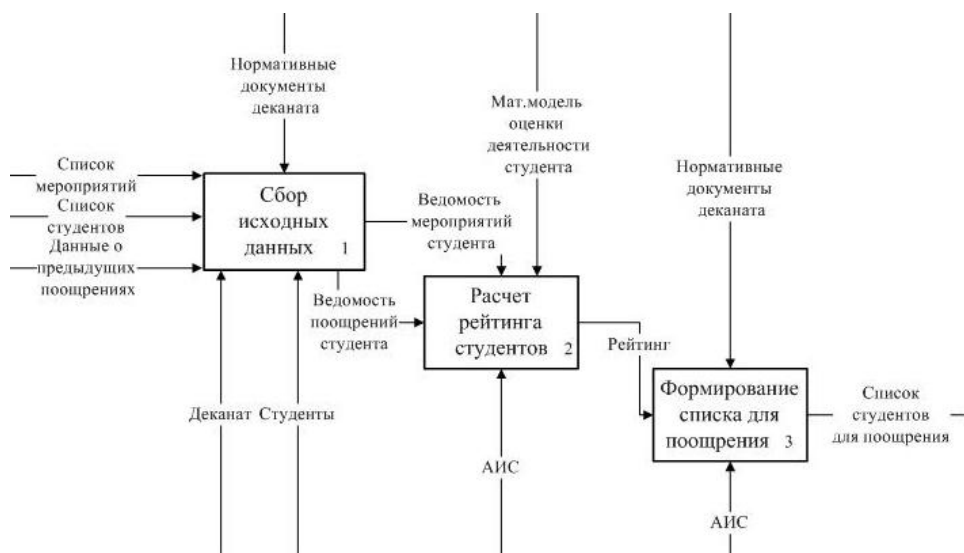 Нормативные
документы
деканата
Мат.модель
оценки
деятельности
студента
Нормативные
документы
деканата
Список
мероприятий
Список
студентов
Данные о
предыдущих
поощрениях
Сбор
исходных
данных 1
Ведомость
мероприятий
студента
Ведомость
поощрений
студента
Расчет
рейтинга
студентов 2
Рейтинг
Формирование
списка для
поощрения 3
Список
студентов
для поощрения
Деканат Студенты
АИС
АИС